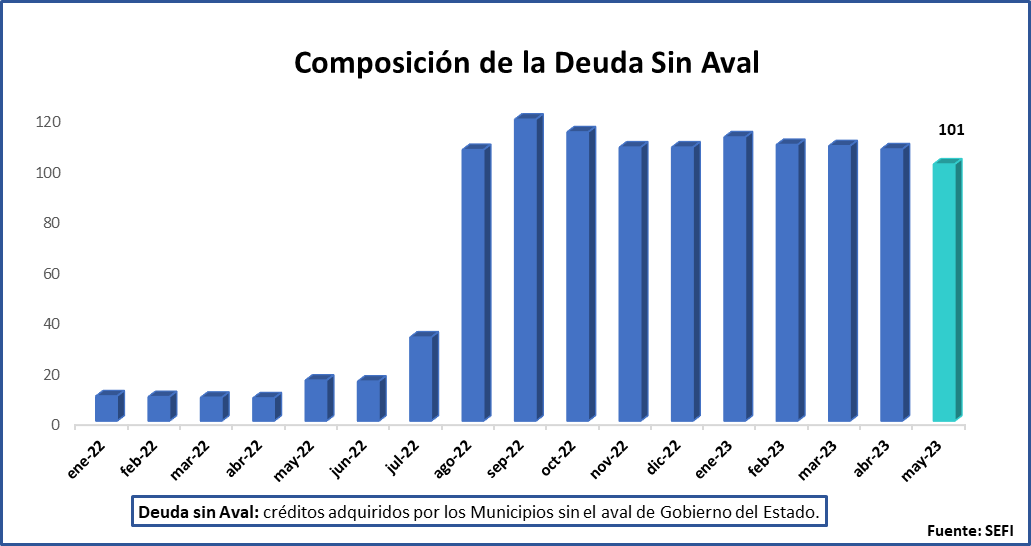 Composición de la Deuda Sin Aval
120
100
80
60
40
20
0
101
ene-22
feb-22
mar-22
abr-22
may-22
jun-22
jul-22
ago-22
sep-22
oct-22
nov-22
dic-22
ene-23
feb-23
mar-23
abr-23
may-23
Deuda sin Aval: créditos adquiridos por los Municipios sin el aval de Gobierno del Estado.
Fuente: SEFI